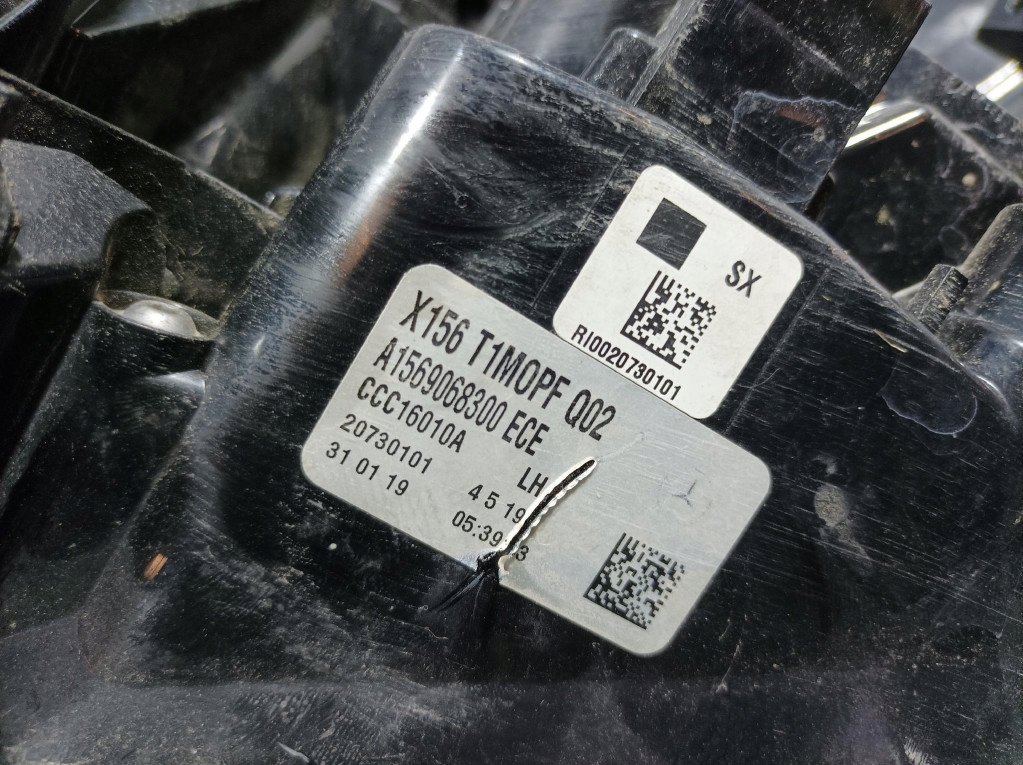 SX
RI0020730101
X156 T1MOPF Q02
A1569068300 ECE
CCC16010A
LH
20730101
4 5 19
31 01 19
05:39